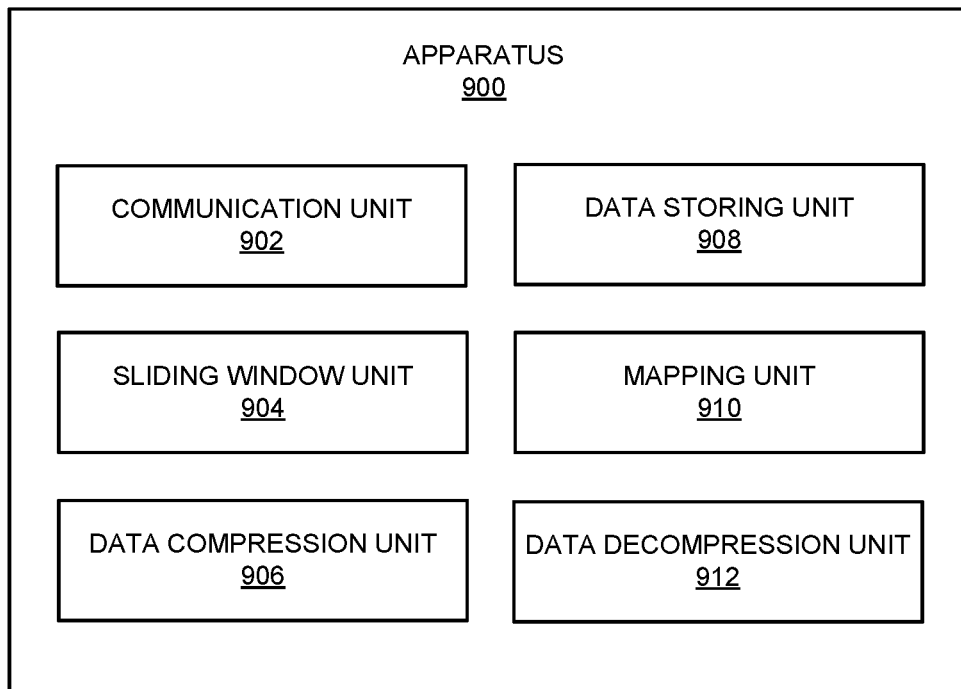 APPARATUS
900
COMMUNICATION UNIT
902
DATA STORING UNIT
908
SLIDING WINDOW UNIT
904
MAPPING UNIT
910
DATA COMPRESSION UNIT
906
DATA DECOMPRESSION UNIT
912